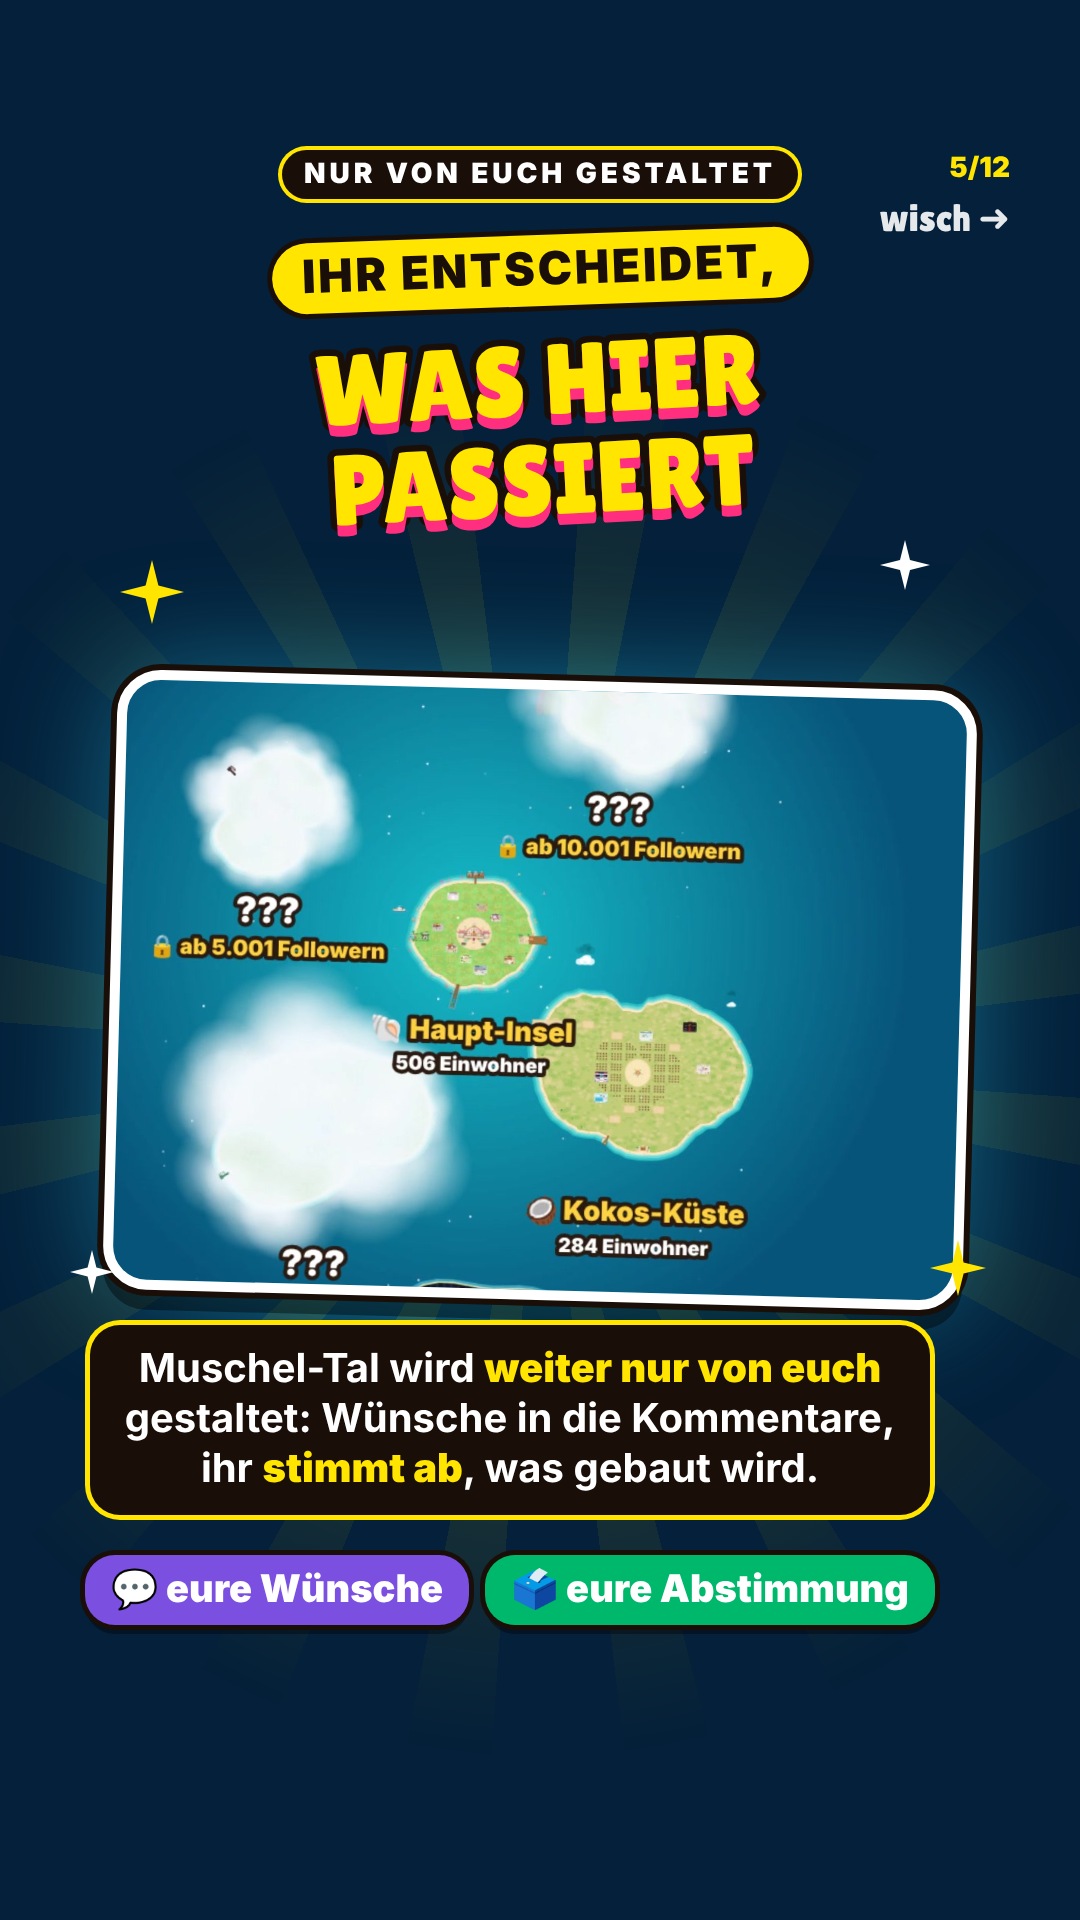 NUR VON EUCH GESTALTET
5/12
wisch →
IHR ENTSCHEIDET,
WAS HIER
PASSIERT
???
🔒 ab 10.001 Followern
???
🔒 ab 5.001 Followern
🐚 Haupt-Insel
506 Einwohner
🥥 Kokos-Küste
284 Einwohner
???
Muschel-Tal wird weiter nur von euch
gestaltet: Wünsche in die Kommentare,
ihr stimmt ab, was gebaut wird.
💬 eure Wünsche
🗳️ eure Abstimmung